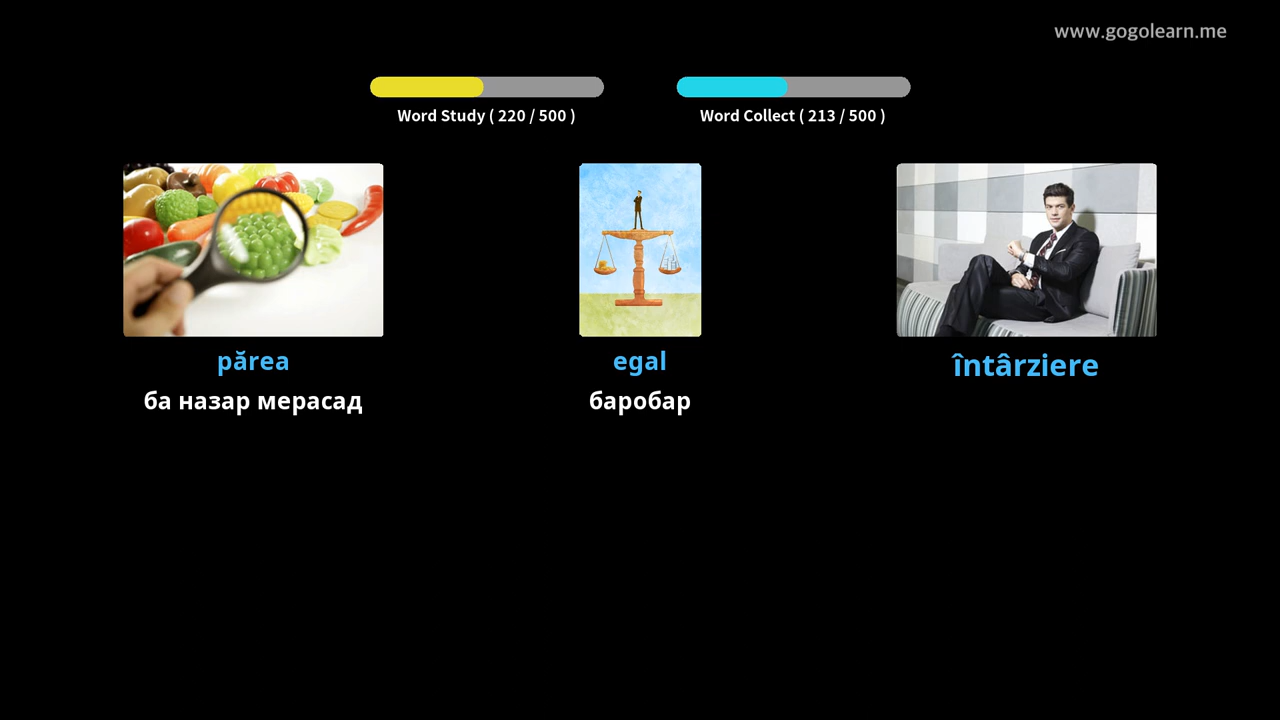 www.gogolearn.me
Word Study ( 220 / 500 )
Word Collect ( 213 / 500 )
părea
egal
întârziere
ба назар мерасад
баробар